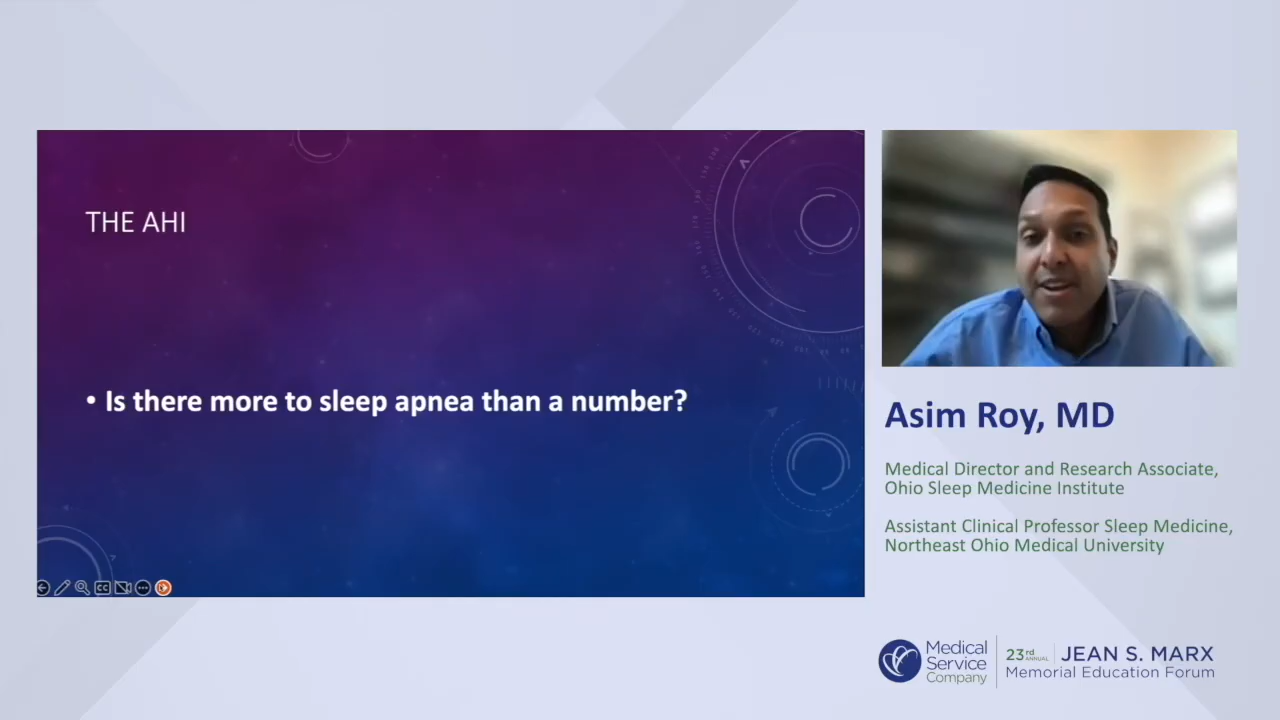 THE AHI
• Is there more to sleep apnea than a number?
Asim Roy, MD
Medical Director and Research Associate,
Ohio Sleep Medicine Institute
Assistant Clinical Professor Sleep Medicine,
Northeast Ohio Medical University
Medical
Service
Company
23rd ANNUAL JEAN S. MARX
Memorial Education Forum